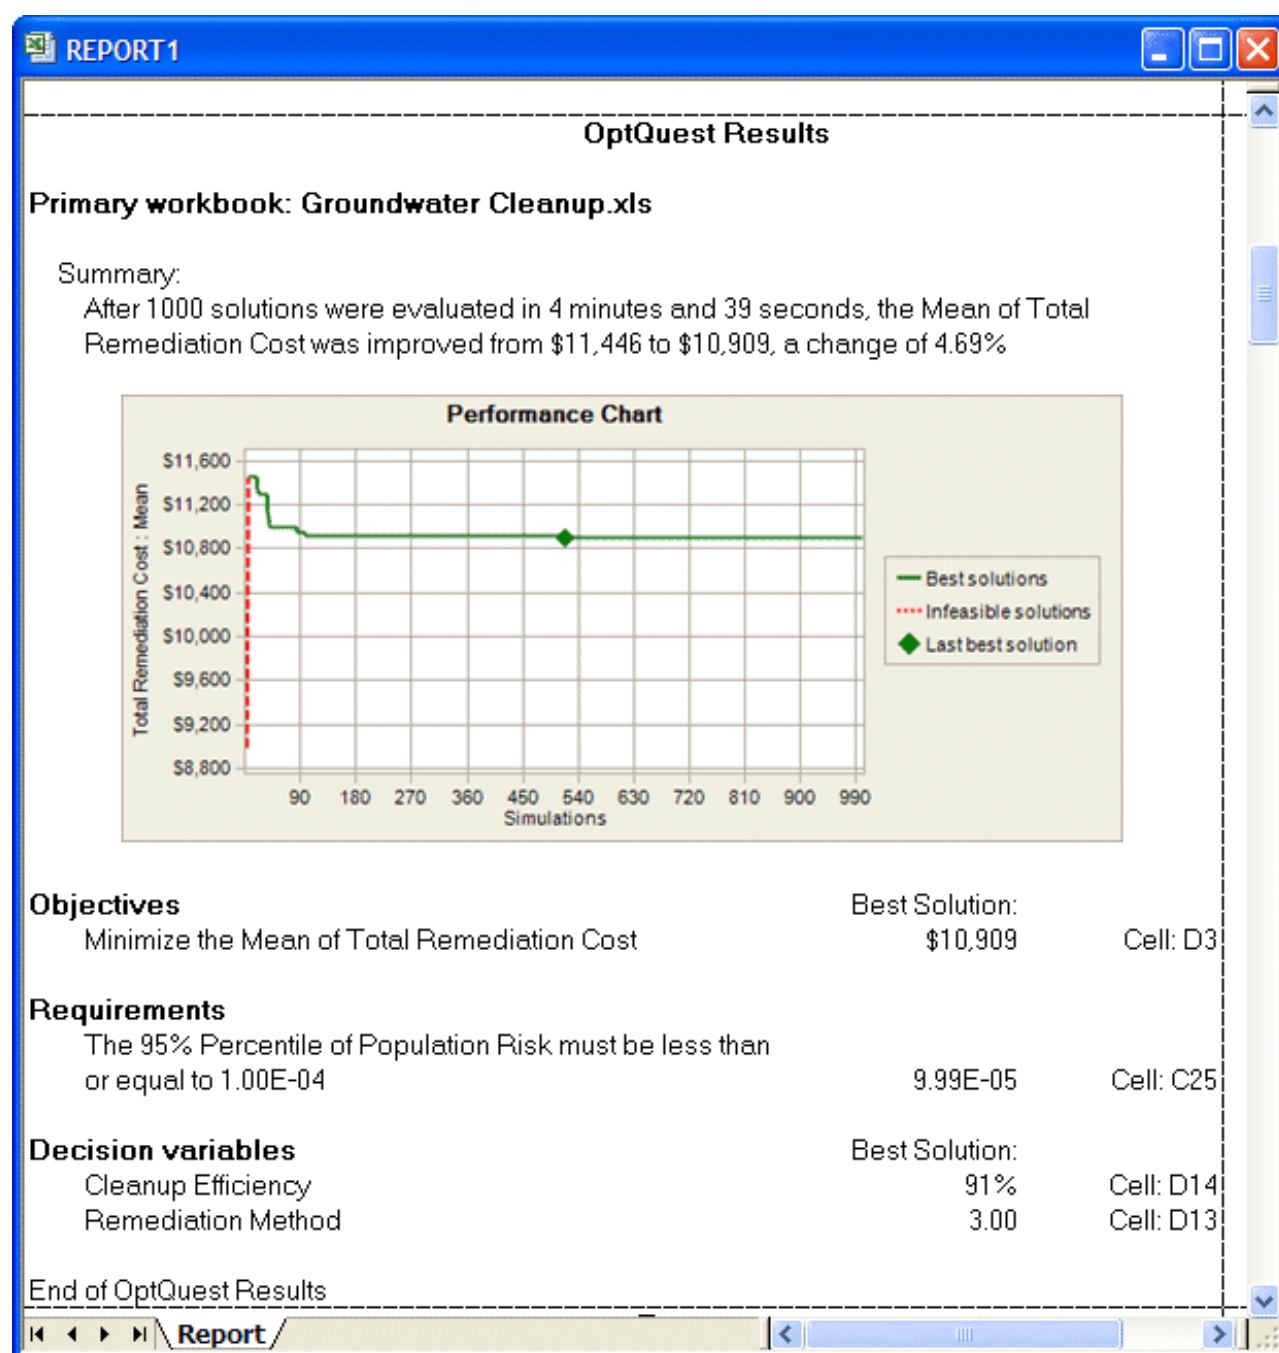 REPORT1
OptQuest Results
Primary workbook: Groundwater Cleanup.xls
Summary:
After 1000 solutions were evaluated in 4 minutes and 39 seconds, the Mean of Total
Remediation Cost was improved from $11,446 to $10,909, a change of 4.69%
Performance Chart
Total Remediation Cost : Mean
$11,600
$11,200
$10,800
$10,400
$10,000
$9,600
$9,200
$8,800
90 180 270 360 450 540 630 720 810 900 990
Simulations
Best solutions
Infeasible solutions
Last best solution
Objectives Best Solution:
Minimize the Mean of Total Remediation Cost $10,909 Cell: D3
Requirements
The 95% Percentile of Population Risk must be less than
or equal to 1.00E-04 9.99E-05 Cell: C25
Decision variables Best Solution:
Cleanup Efficiency 91% Cell: D14
Remediation Method 3.00 Cell: D13
End of OptQuest Results
Report